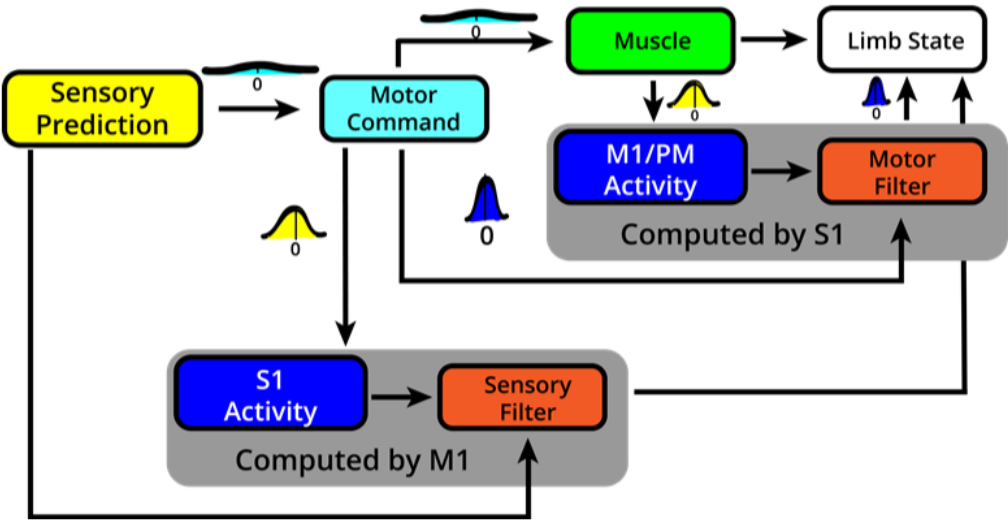 0
Muscle
Limb State
Sensory
Prediction
0
Motor
Command
0
0
M1/PM
Activity
Motor
Filter
Computed by S1
0
0
S1
Activity
Sensory
Filter
Computed by M1